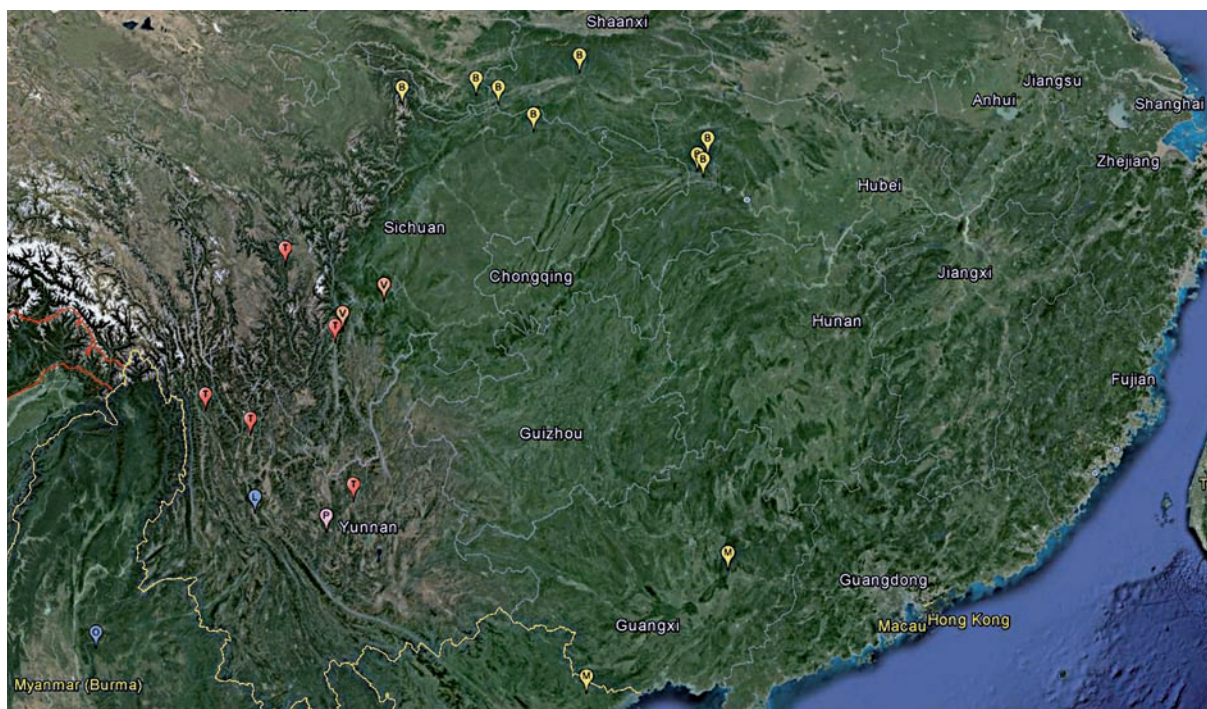 Shaanxi
B
B
B
B
B
Jiangsu
Anhui
Shanghai
B
B
Zhejiang
Hubei
Sichuan
T
Chongqing
Jiangxi
V
V
T
Hunan
T
T
Fujian
Guizhou
T
L
P
Yunnan
M
Guangdong
Macau
Hong Kong
Guangxi
O
Myanmar (Burma)
M